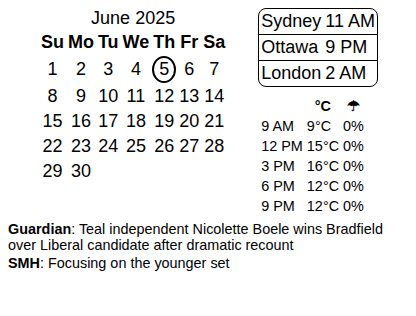 June 2025
Su Mo Tu We Th Fr Sa
1 2 3 4 5 6 7
8 9 10 11 12 13 14
15 16 17 18 19 20 21
22 23 24 25 26 27 28
29 30
Sydney 11 AM
Ottawa 9 PM
London 2 AM
°C ☂
9 AM 9°C 0%
12 PM 15°C 0%
3 PM 16°C 0%
6 PM 12°C 0%
9 PM 12°C 0%
Guardian: Teal independent Nicolette Boele wins Bradfield
over Liberal candidate after dramatic recount
SMH: Focusing on the younger set